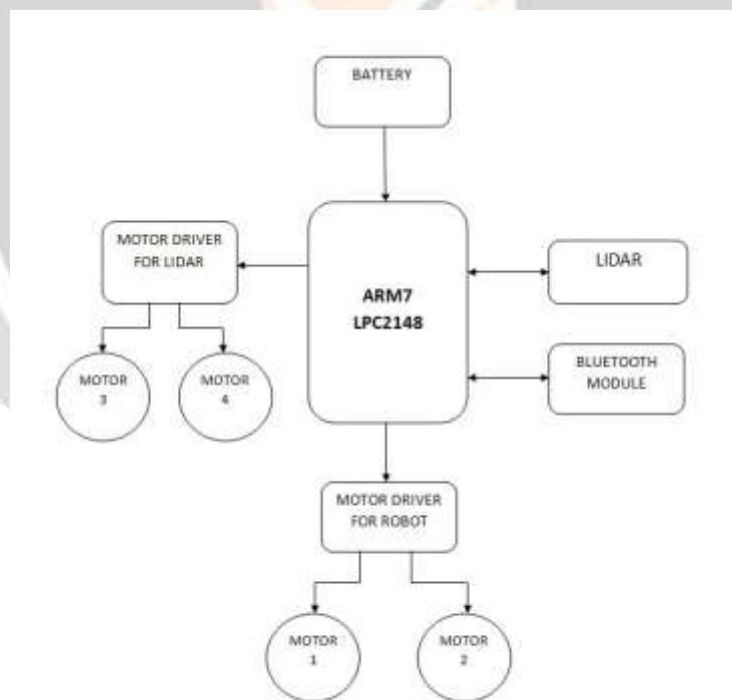 BATTERY
MOTOR DRIVER
FOR LIDAR
ARM7
LPC2148
LIDAR
BLUETOOTH
MODULE
MOTOR
3
MOTOR
4
MOTOR DRIVER
FOR ROBOT
MOTOR
1
MOTOR
2